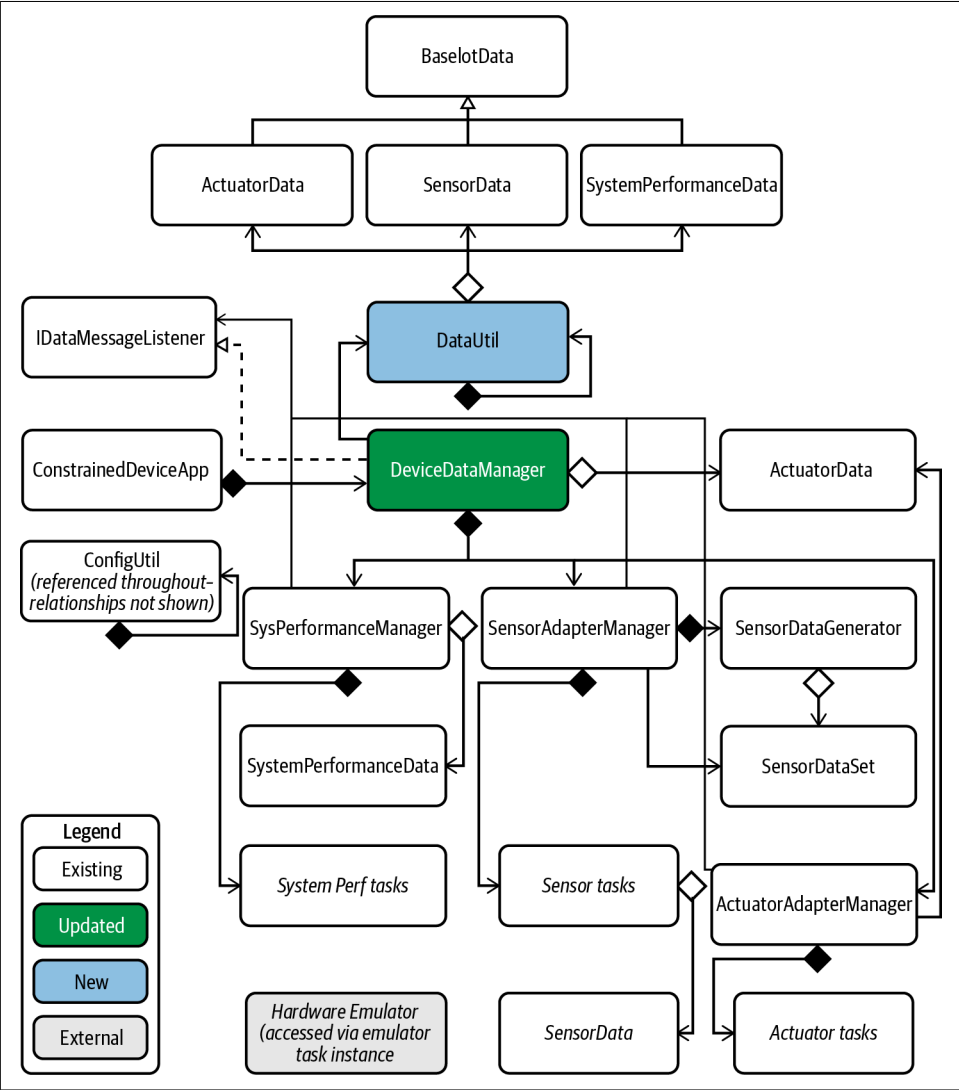 BaseIotData
ActuatorData
SensorData
SystemPerformanceData
IDataMessageListener
DataUtil
ConstrainedDeviceApp
DeviceDataManager
ActuatorData
ConfigUtil
(referenced throughout–
relationships not shown)
SysPerformanceManager
SensorAdapterManager
SensorDataGenerator
SystemPerformanceData
SensorDataSet
Legend
Existing
Updated
New
External
System Perf tasks
Sensor tasks
ActuatorAdapterManager
Hardware Emulator
(accessed via emulator
task instance
SensorData
Actuator tasks